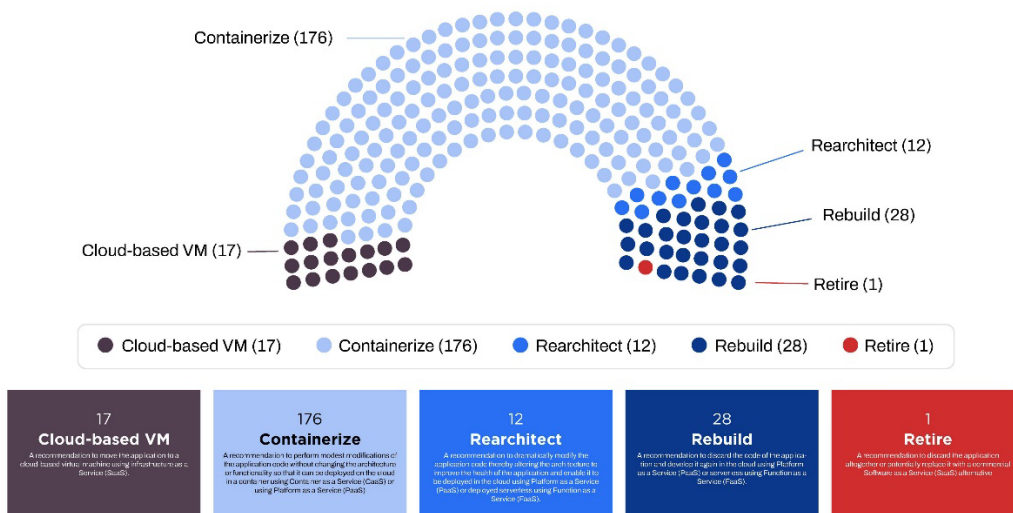 Containerize (176)
Rearchitect (12)
Rebuild (28)
Cloud-based VM (17)
Retire (1)
Cloud-based VM (17) Containerize (176) Rearchitect (12) Rebuild (28) Retire (1)
17
Cloud-based VM
A recommendation to move the application to a
cloud-based virtual machine using infrastructure as a
Service (SaaS).
176
Containerize
A recommendation to perform modest modifications of
the application code without changing the architecture
or functionality so that it can be deployed on the cloud
in a container using Container as a Service (CaaS) or
using Platform as a Service (PaaS)
12
Rearchitect
A recommendation to dramatically modify the
application code thereby altering the architecture to
improve the health of the application and enable it to
be deployed in the cloud using Platform as a Service
(PaaS) or deployed serverless using Function as a
Service (FaaS).
28
Rebuild
A recommendation to discard the code of the applica-
tion and develop it again in the cloud using Platform
as a Service (PaaS) or serverless using Function as a
Service (FaaS).
1
Retire
A recommendation to discard the application
altogether or potentially replace it with a commercial
Software as a Service (SaaS) alternative